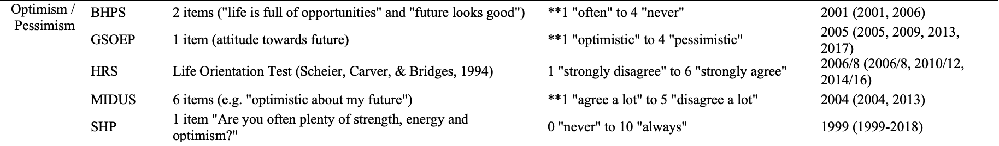 Optimism /
Pessimism
BHPS 2 items ("life is full of opportunities" and "future looks good") **1 "often" to 4 "never" 2001 (2001, 2006)
GSOEP 1 item (attitude towards future) **1 "optimistic" to 4 "pessimistic" 2005 (2005, 2009, 2013,
2017)
HRS Life Orientation Test (Scheier, Carver, & Bridges, 1994) 1 "strongly disagree" to 6 "strongly agree" 2006/8 (2006/8, 2010/12,
2014/16)
MIDUS 6 items (e.g. "optimistic about my future") **1 "agree a lot" to 5 "disagree a lot" 2004 (2004, 2013)
SHP 1 item "Are you often plenty of strength, energy and
optimism?" 0 "never" to 10 "always" 1999 (1999-2018)